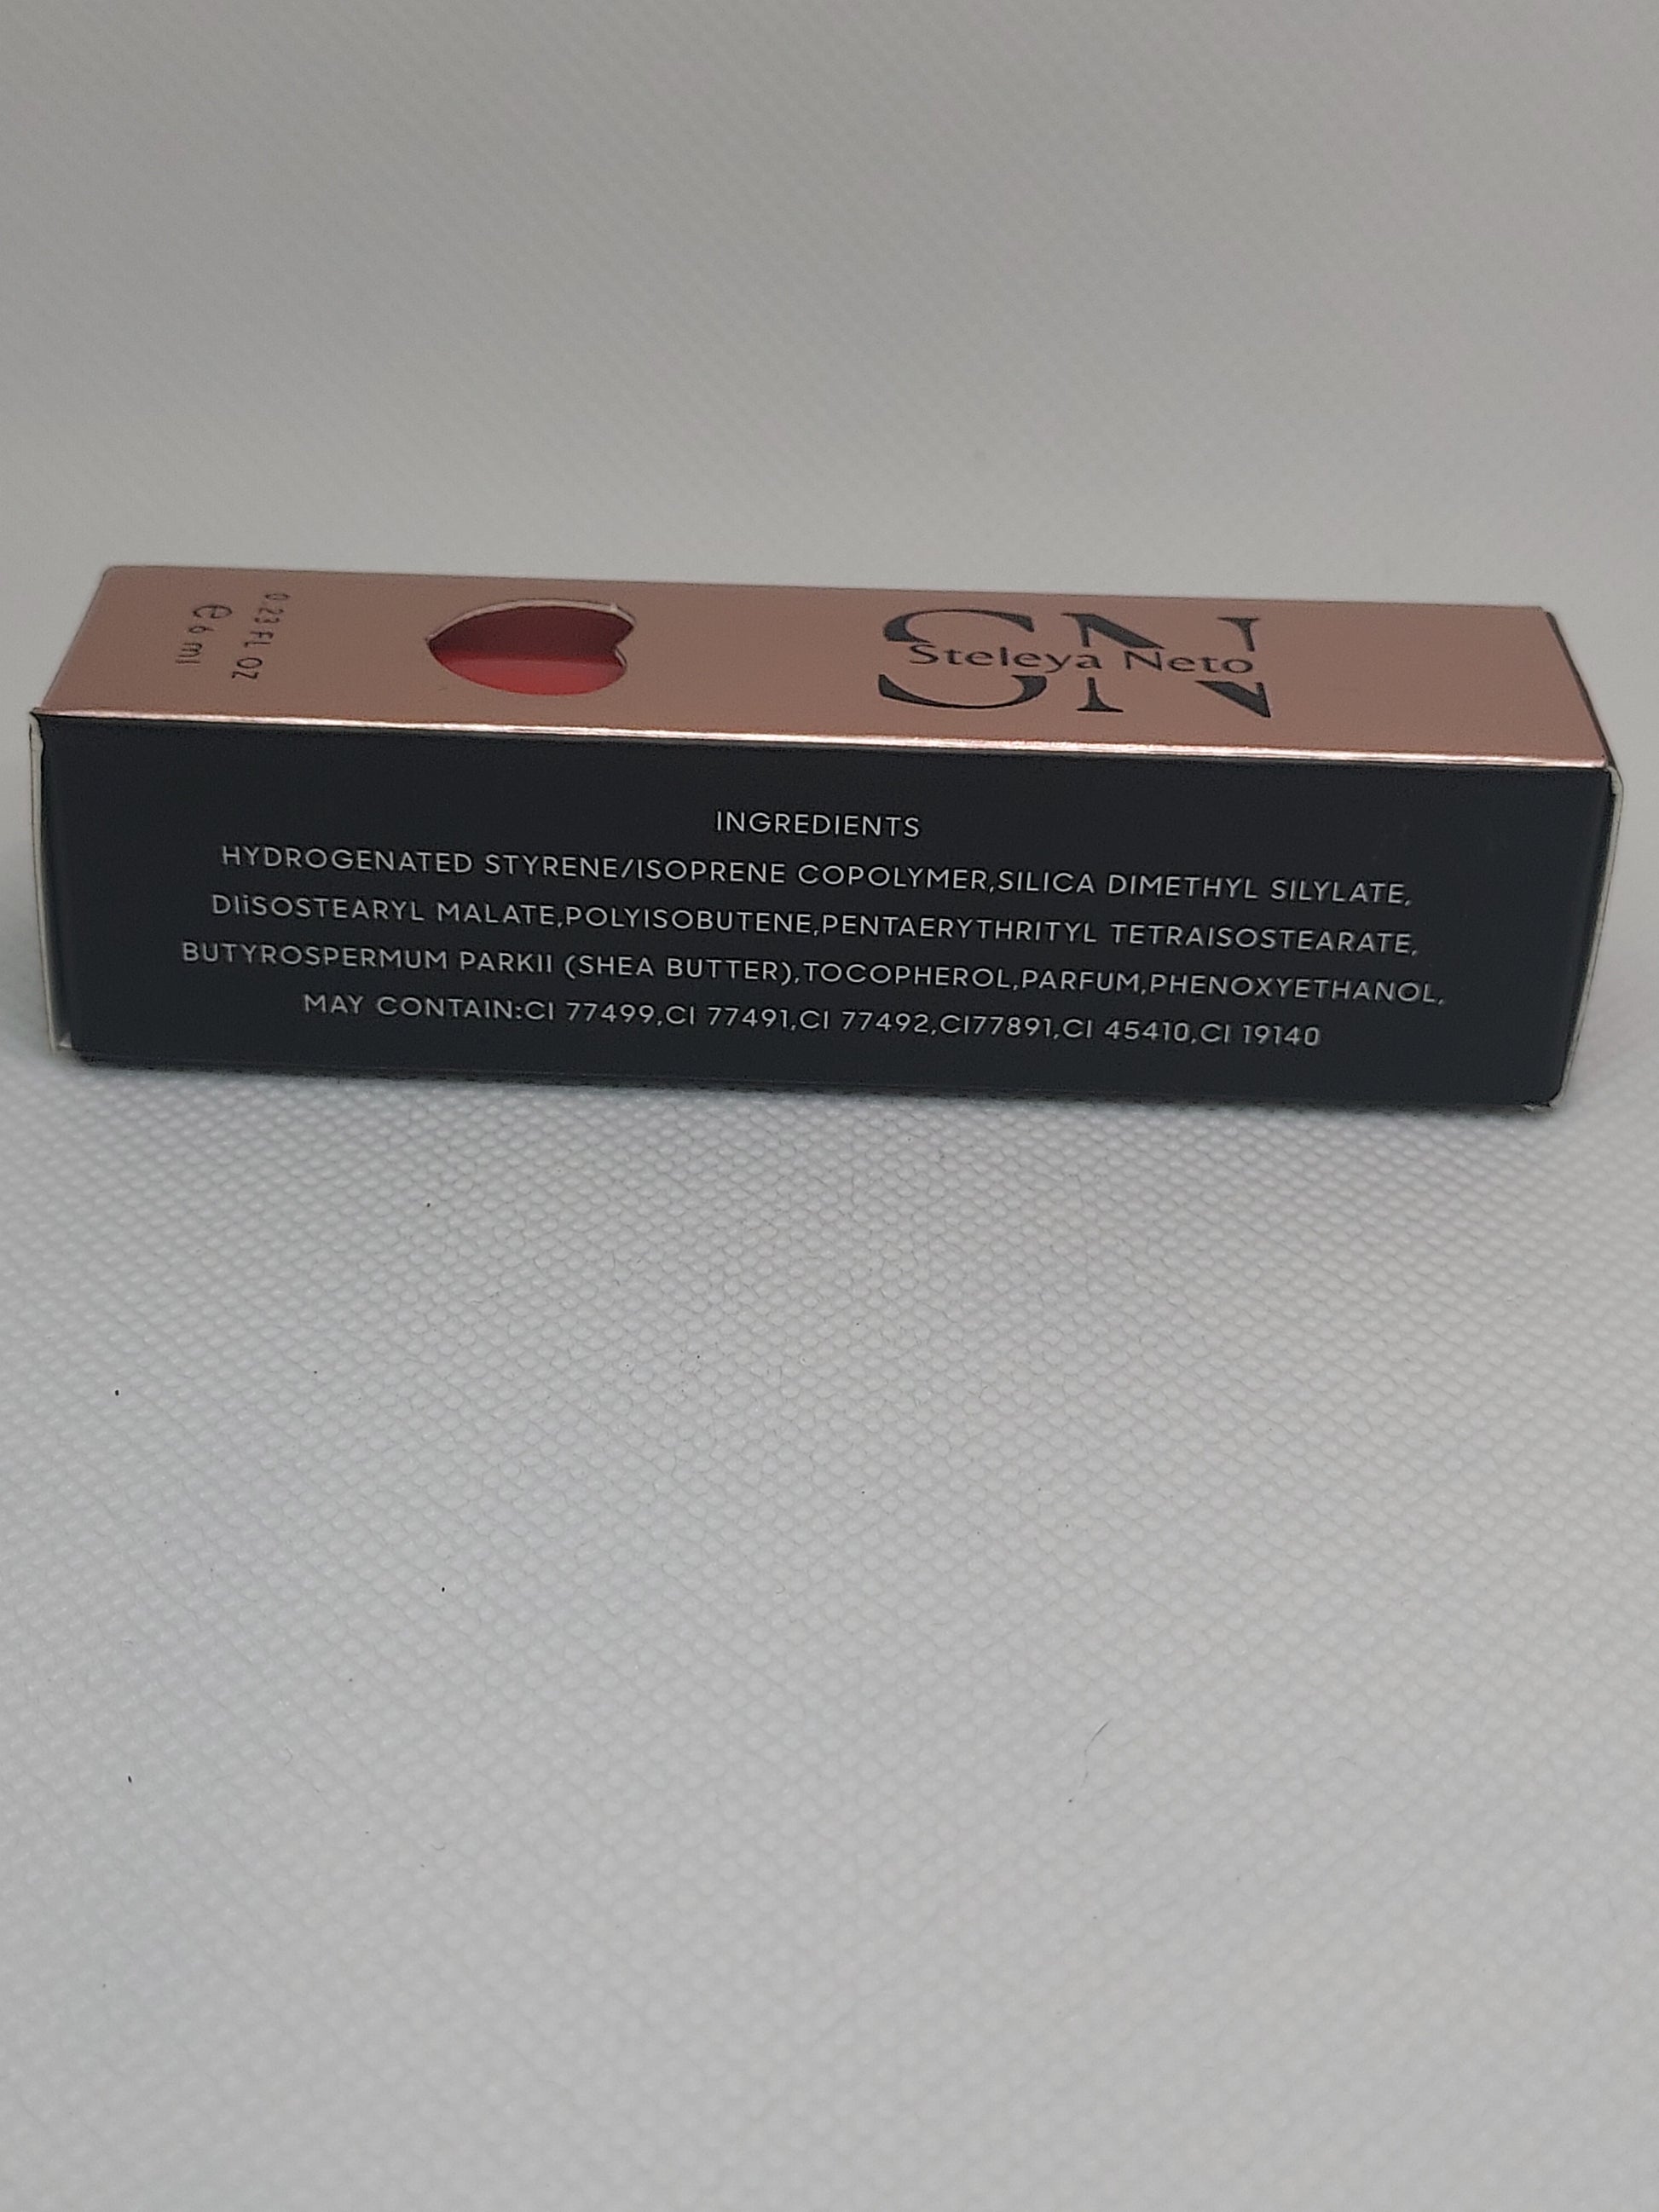 SN
Steleya Neto
0.23 FL OZ
℮ 6 ml
INGREDIENTS
HYDROGENATED STYRENE/ISOPRENE COPOLYMER,SILICA DIMETHYL SILYLATE,
DIiSOSTEARYL MALATE,POLYISOBUTENE,PENTAERYTHRITYL TETRAISOSTEARATE,
BUTYROSPERMUM PARKII (SHEA BUTTER),TOCOPHEROL,PARFUM,PHENOXYETHANOL,
MAY CONTAIN:CI 77499,CI 77491,CI 77492,CI77891,CI 45410,CI 19140